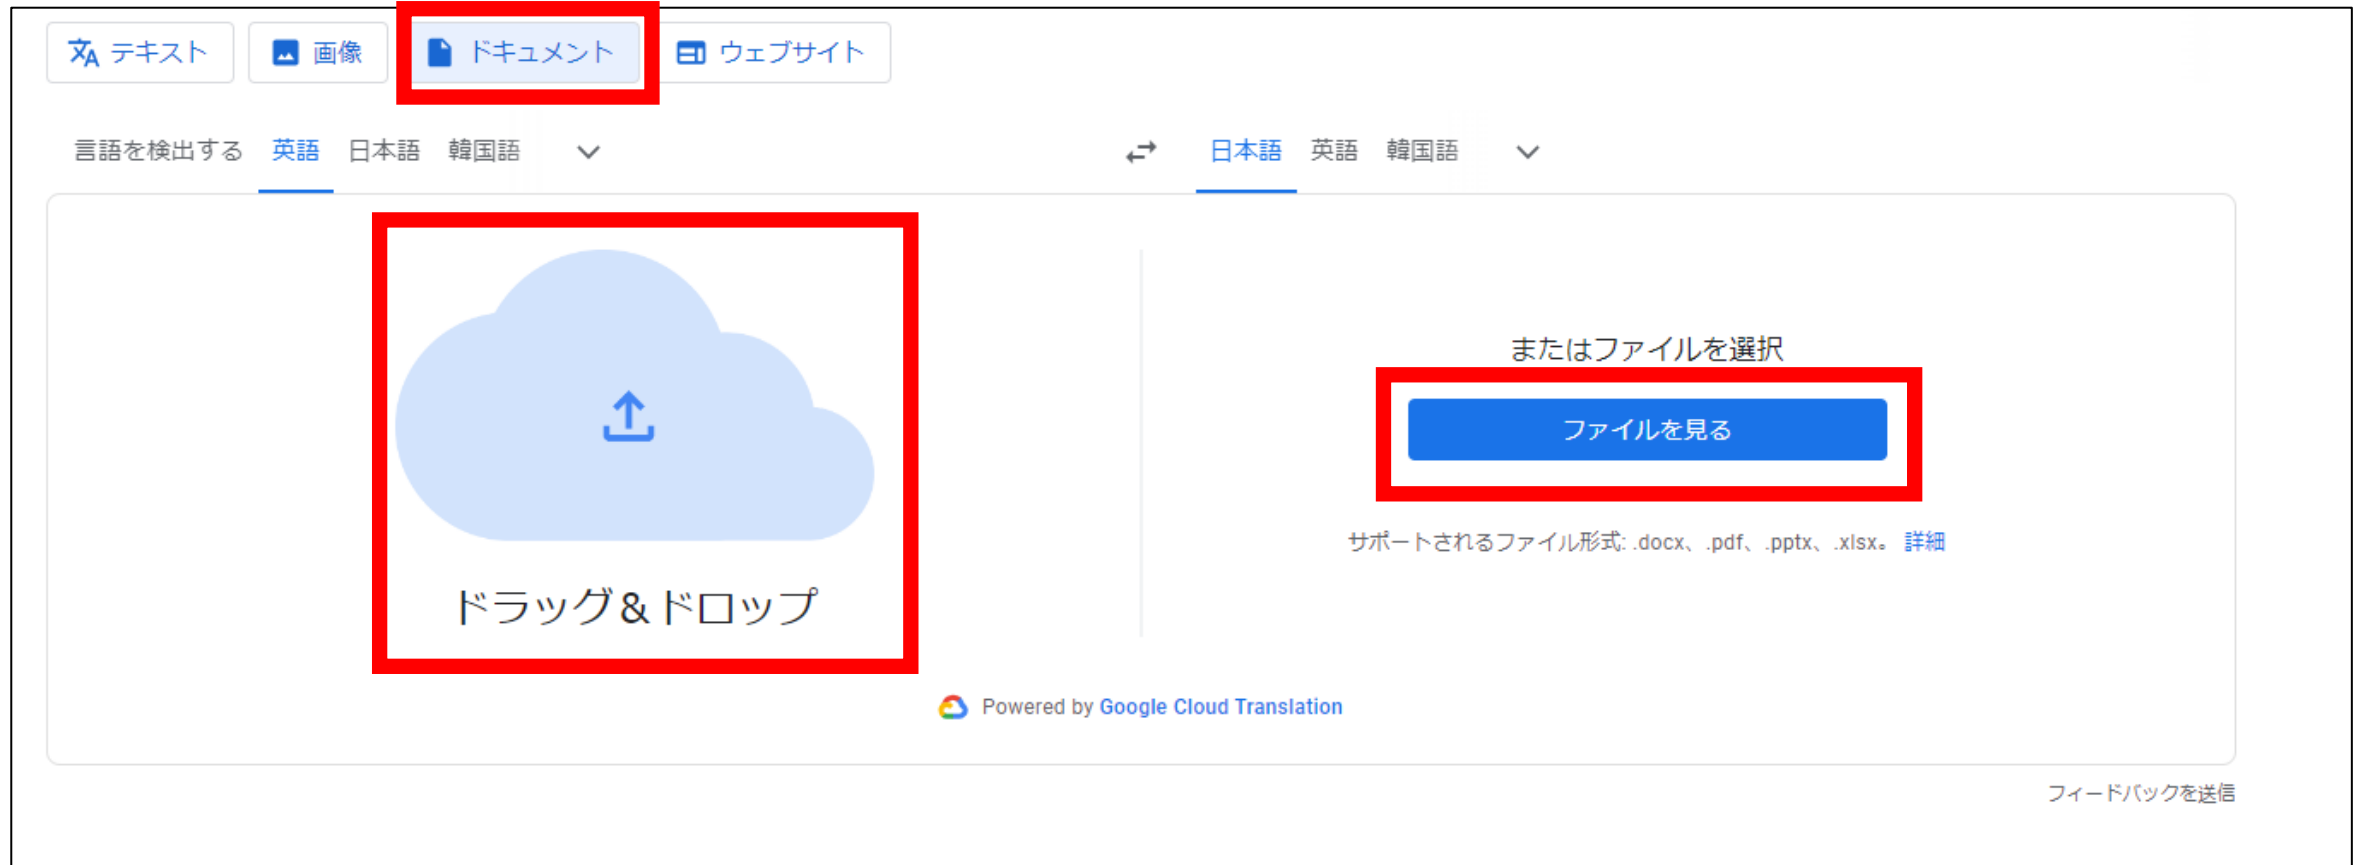 テキスト 画像 ドキュメント ウェブサイト
言語を検出する 英語 日本語 韓国語 日本語 英語 韓国語
またはファイルを選択
ファイルを見る
サポートされるファイル形式: .docx、.pdf、.pptx、.xlsx。 詳細
ドラッグ&ドロップ
Powered by Google Cloud Translation
フィードバックを送信